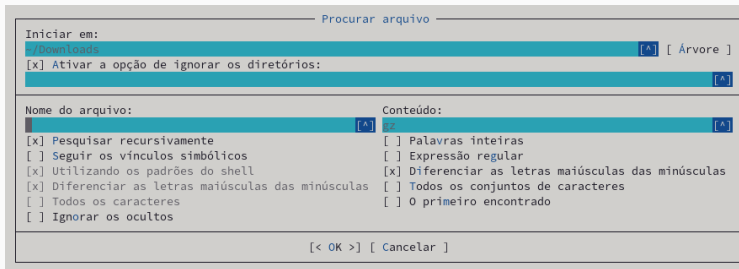 Procurar arquivo
Iniciar em:
~/Downloads [^] [ Árvore ]
[x] Ativar a opção de ignorar os diretórios:
[^]
Nome do arquivo:
[^]
[x] Pesquisar recursivamente
[ ] Seguir os vínculos simbólicos
[x] Utilizando os padrões do shell
[x] Diferenciar as letras maiúsculas das minúsculas
[ ] Todos os caracteres
[ ] Ignorar os ocultos
Conteúdo:
gz [^]
[ ] Palavras inteiras
[ ] Expressão regular
[x] Diferenciar as letras maiúsculas das minúsculas
[ ] Todos os conjuntos de caracteres
[ ] O primeiro encontrado
[< OK >] [ Cancelar ]